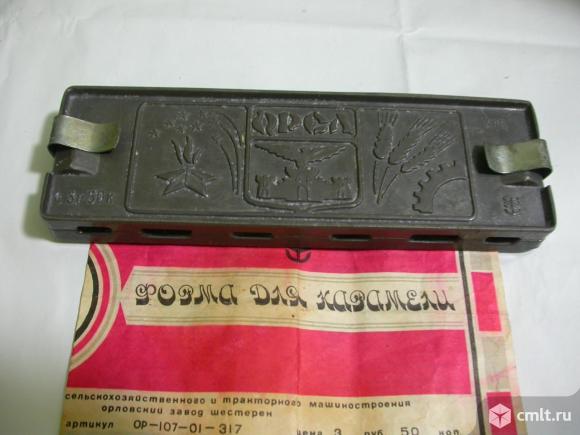 ОРЕЛ
ц 3р50к
ФОРМА ДЛЯ КАРАМЕЛИ
сельскохозяйственного и тракторного машиностроения
орловский завод шестерен
артикул ОР-107-01-317 цена 3 руб 50 коп
cmlt.ru